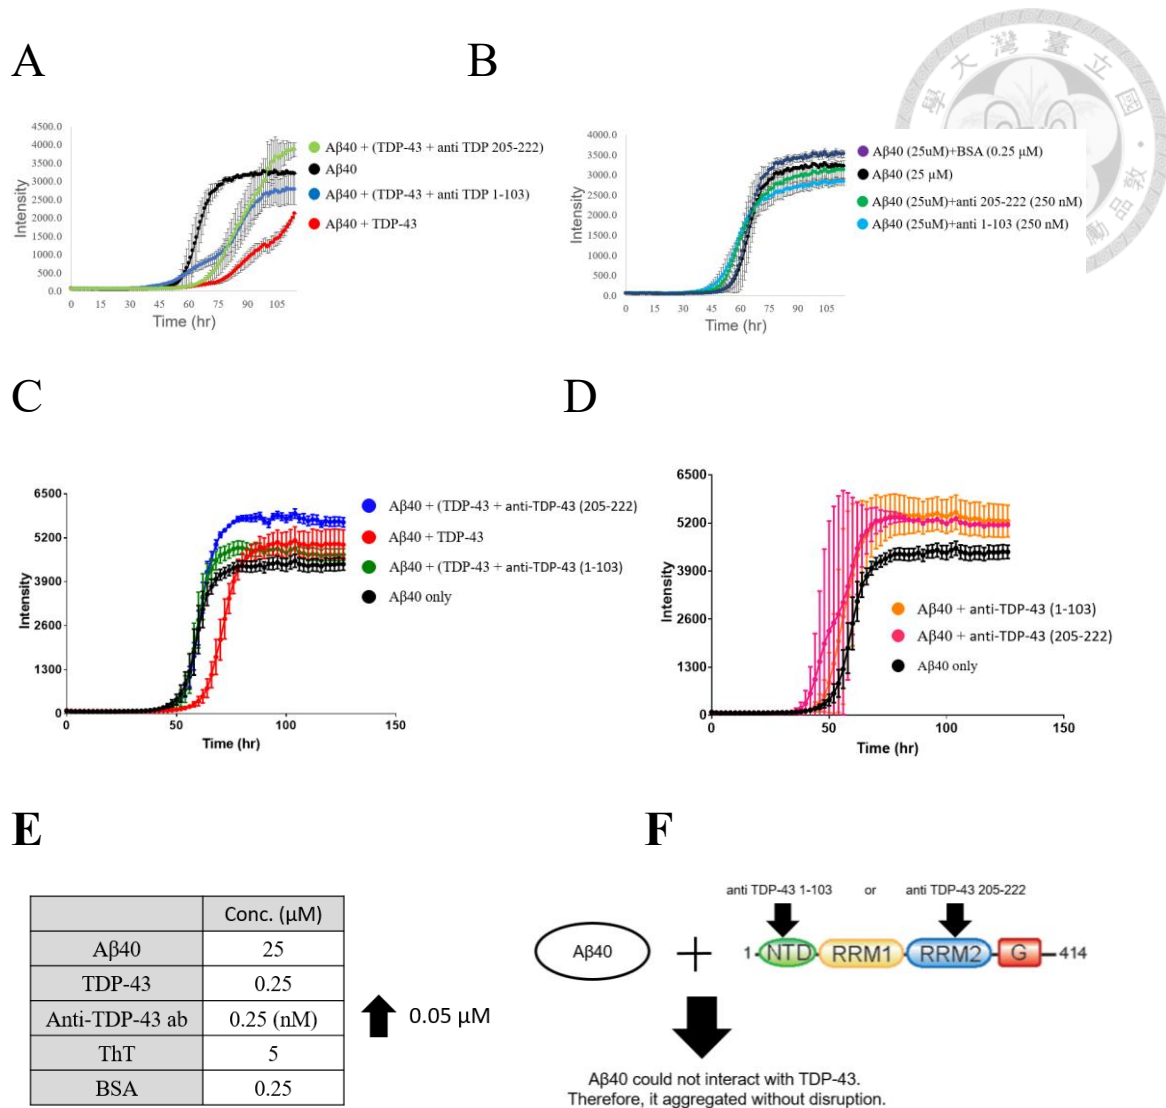 A
B
4500.0
4000.0
3500.0
3000.0
2500.0
2000.0
1500.0
1000.0
500.0
0.0
Intensity
0 15 30 45 60 75 90 105
Time (hr)
Aβ40 + (TDP-43 + anti TDP 205-222)
Aβ40
Aβ40 + (TDP-43 + anti TDP 1-103)
Aβ40 + TDP-43
4000.0
3500.0
3000.0
2500.0
2000.0
1500.0
1000.0
500.0
0.0
Intensity
0 15 30 45 60 75 90 105
Time (hr)
Aβ40 (25uM)+BSA (0.25 μM)
Aβ40 (25 μM)
Aβ40 (25uM)+anti 205-222 (250 nM)
Aβ40 (25uM)+anti 1-103 (250 nM)
學大灣臺立國
品敦
勵
C
D
6500
5200
3900
2600
1300
0
Intensity
0 50 100 150
Time (hr)
Aβ40 + (TDP-43 + anti-TDP-43 (205-222)
Aβ40 + TDP-43
Aβ40 + (TDP-43 + anti-TDP-43 (1-103)
Aβ40 only
6500
5200
3900
2600
1300
0
Intensity
0 50 100 150
Time (hr)
Aβ40 + anti-TDP-43 (1-103)
Aβ40 + anti-TDP-43 (205-222)
Aβ40 only
E
F
Conc. (μM)
Aβ40 25
TDP-43 0.25
Anti-TDP-43 ab 0.25 (nM)
ThT 5
BSA 0.25
0.05 μM
anti TDP-43 1-103 or anti TDP-43 205-222
Aβ40 + 1 NTD RRM1 RRM2 G 414
Aβ40 could not interact with TDP-43.
Therefore, it aggregated without disruption.